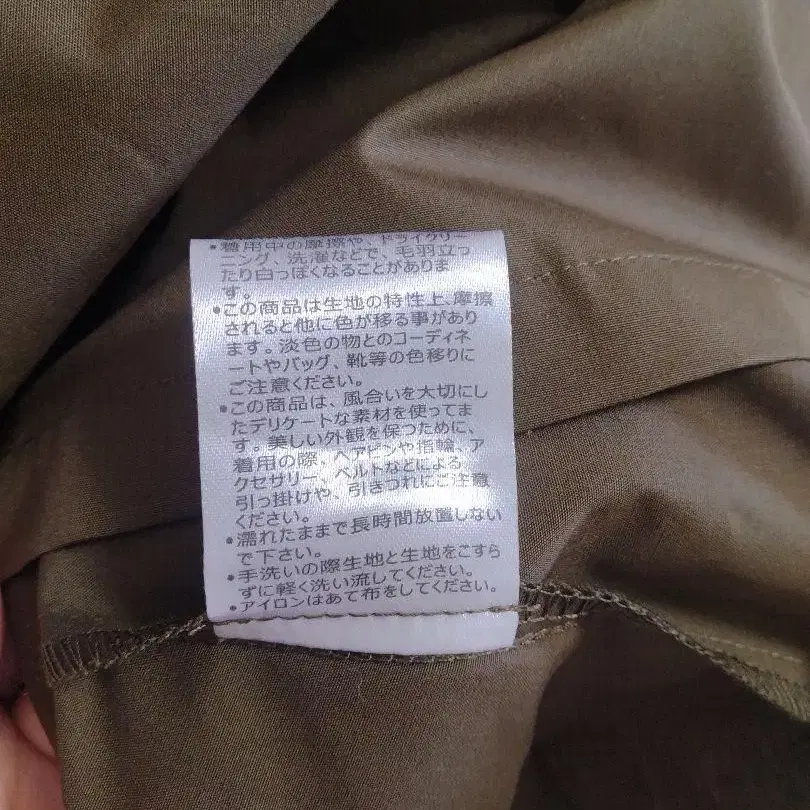 •着用中の摩擦や、ドライクリー
ニング、洗濯などで、毛羽立っ
たり白っぽくなることがありま
す。
•この商品は生地の特性上、摩擦
されると他に色が移る事があり
ます。淡色の物とのコーディネ
ートやバッグ、靴等の色移りに
ご注意ください。
•この商品は、風合いを大切にし
たデリケートな素材を使ってま
す。美しい外観を保つために、
着用の際、ヘアピンや指輪、ア
クセサリー、ベルトなどによる
引っ掛けや、引きつれにご注意
ください。
•濡れたままで長時間放置しない
で下さい。
•手洗いの際生地と生地をこすら
ずに軽く洗い流してください。
•アイロンはあて布をしてください。